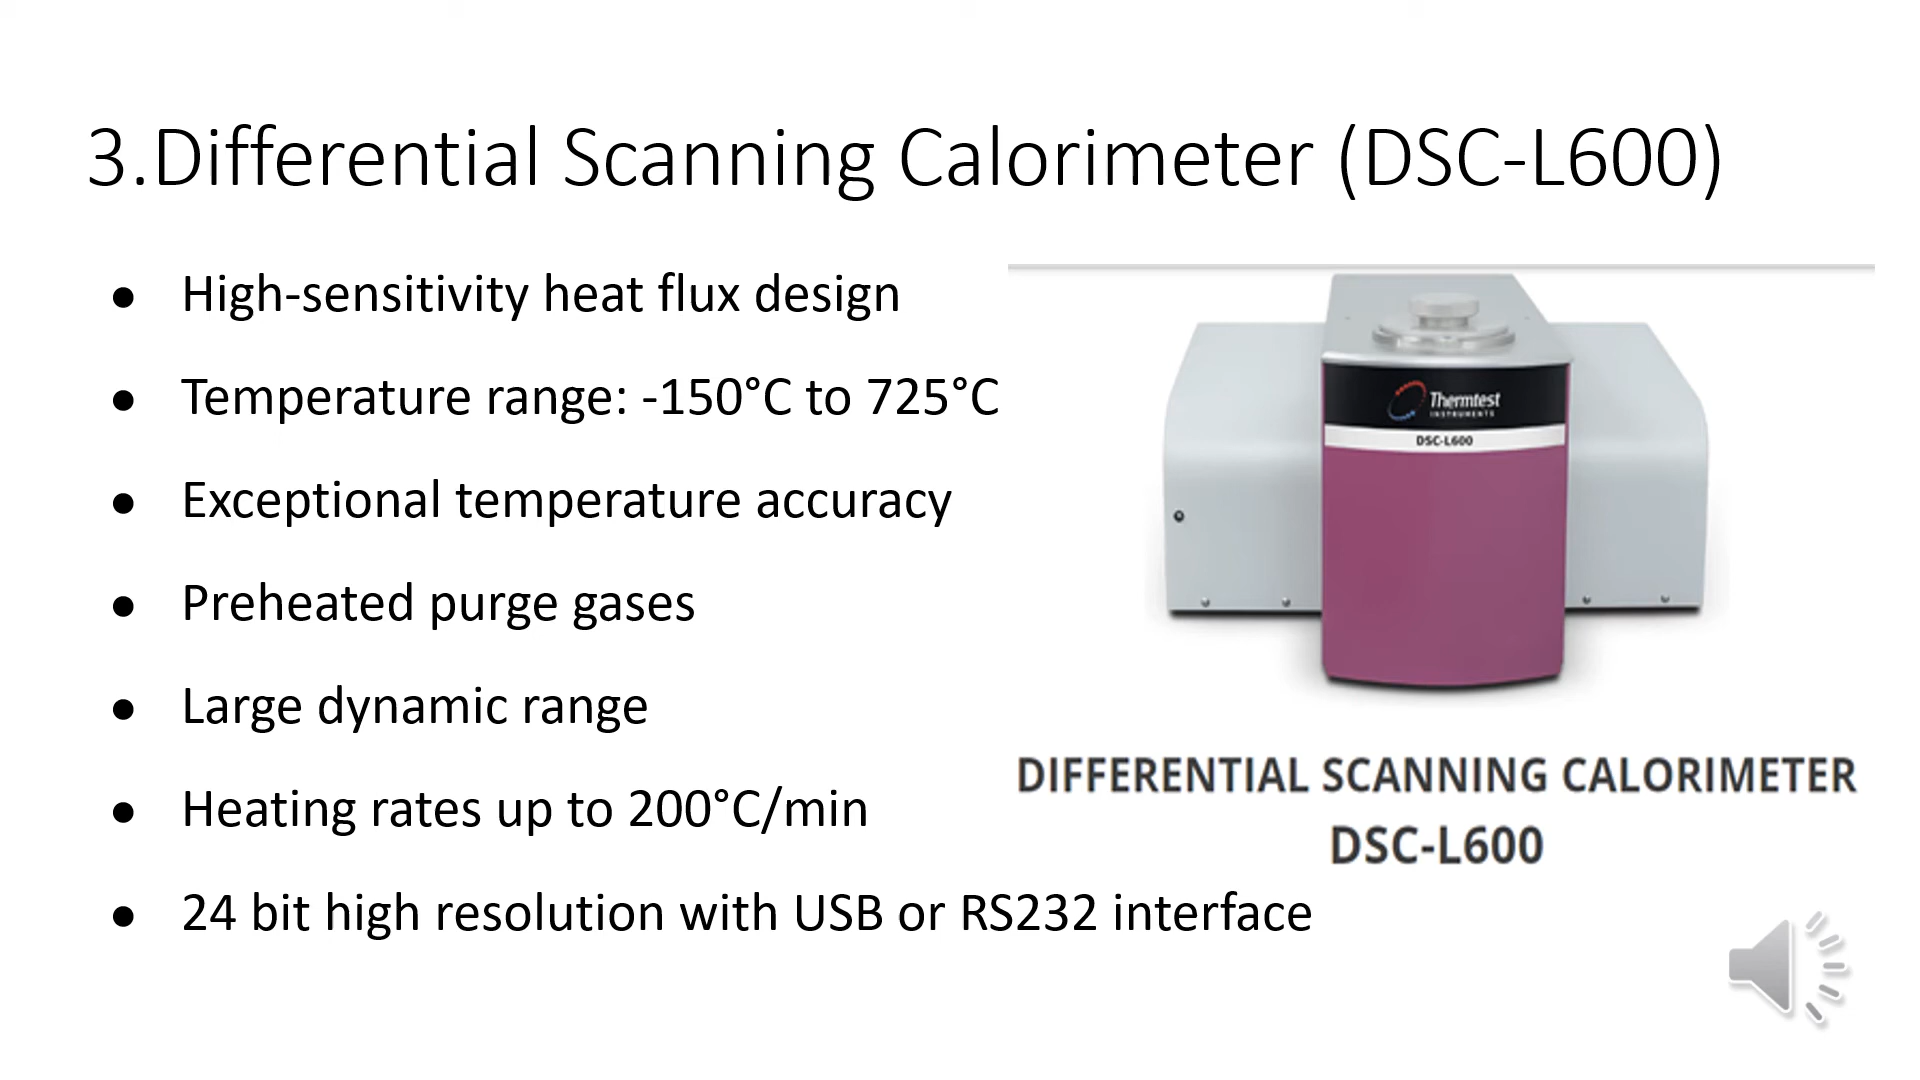 3.Differential Scanning Calorimeter (DSC-L600)
● High-sensitivity heat flux design
● Temperature range: -150°C to 725°C
● Exceptional temperature accuracy
● Preheated purge gases
● Large dynamic range
● Heating rates up to 200°C/min
● 24 bit high resolution with USB or RS232 interface
Thermtest
INSTRUMENTS
DSC-L600
DIFFERENTIAL SCANNING CALORIMETER
DSC-L600